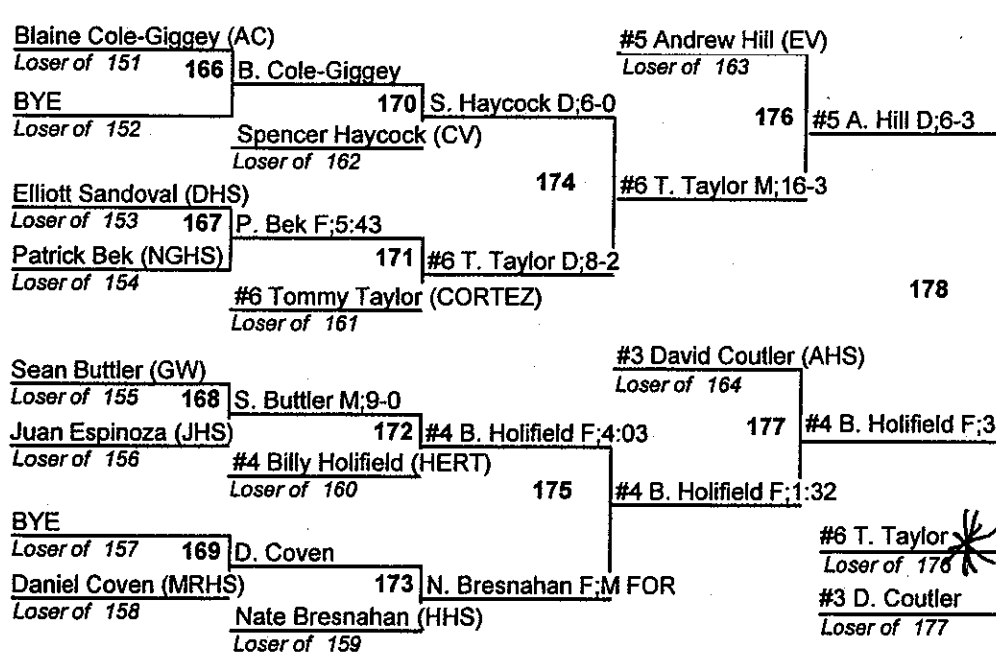 Blaine Cole-Giggey (AC)
Loser of 151
166
B. Cole-Giggey
BYE
Loser of 152
170
S. Haycock D;6-0
Spencer Haycock (CV)
Loser of 162
Elliott Sandoval (DHS)
Loser of 153
167
P. Bek F;5:43
Patrick Bek (NGHS)
Loser of 154
171
#6 T. Taylor D;8-2
#6 Tommy Taylor (CORTEZ)
Loser of 161
174
#6 T. Taylor M;16-3
#5 Andrew Hill (EV)
Loser of 163
176
#5 A. Hill D;6-3
178
Sean Buttler (GW)
Loser of 155
168
S. Buttler M;9-0
Juan Espinoza (JHS)
Loser of 156
172
#4 B. Holifield F;4:03
#4 Billy Holifield (HERT)
Loser of 160
BYE
Loser of 157
169
D. Coven
Daniel Coven (MRHS)
Loser of 158
173
N. Bresnahan F;M FOR
Nate Bresnahan (HHS)
Loser of 159
175
#4 B. Holifield F;1:32
#3 David Coutler (AHS)
Loser of 164
177
#4 B. Holifield F;3
#6 T. Taylor
Loser of 176
#3 D. Coutler
Loser of 177